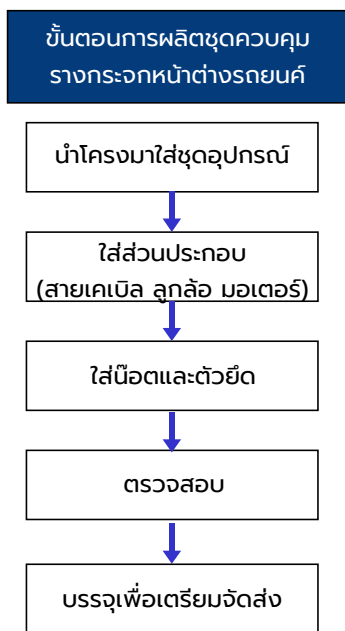 ขั้นตอนการผลิตชุดควบคุม
รางกระจกหน้าต่างรถยนค์
นำโครงมาใส่ชุดอุปกรณ์
ใส่ส่วนประกอบ
(สายเคเบิล ลูกล้อ มอเตอร์)
ใส่น๊อตและตัวยึด
ตรวจสอบ
บรรจุเพื่อเตรียมจัดส่ง